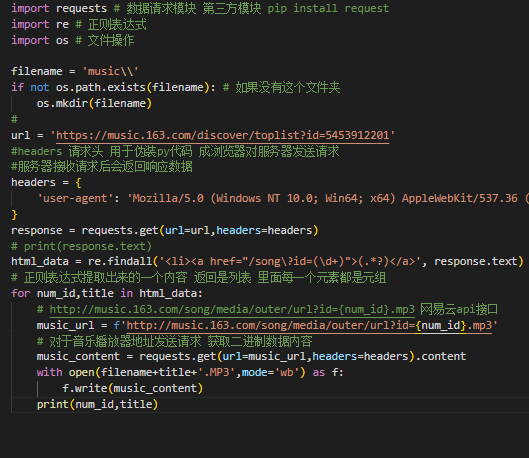 import requests # 数据请求模块 第三方模块 pip install request
import re # 正则表达式
import os # 文件操作
filename = 'music\\'
if not os.path.exists(filename): # 如果没有这个文件夹
    os.mkdir(filename)
#
url = 'https://music.163.com/discover/toplist?id=5453912201'
#headers 请求头 用于伪装py代码 成浏览器对服务器发送请求
#服务器接收请求后会返回响应数据
headers = {
    'user-agent': 'Mozilla/5.0 (Windows NT 10.0; Win64; x64) AppleWebKit/537.36 (
}
response = requests.get(url=url,headers=headers)
# print(response.text)
html_data = re.findall('<li><a href="/song\?id=(\d+)">(.*?)</a>', response.text)
# 正则表达式提取出来的一个内容 返回是列表 里面每一个元素都是元组
for num_id,title in html_data:
    # http://music.163.com/song/media/outer/url?id={num_id}.mp3 网易云api接口
    music_url = f'http://music.163.com/song/media/outer/url?id={num_id}.mp3'
    # 对于音乐播放器地址发送请求 获取二进制数据内容
    music_content = requests.get(url=music_url,headers=headers).content
    with open(filename+title+'.MP3',mode='wb') as f:
        f.write(music_content)
    print(num_id,title)